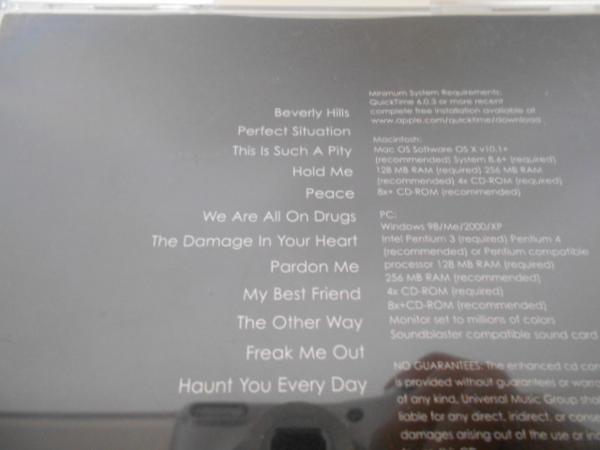 Beverly Hills
Perfect Situation
This Is Such A Pity
Hold Me
Peace
We Are All On Drugs
The Damage In Your Heart
Pardon Me
My Best Friend
The Other Way
Freak Me Out
Haunt You Every Day
Minimum System Requirements:
QuickTime 6.0.3 or more recent
complete free installation available at
www.apple.com/quicktime/download
Macintosh:
Mac OS Software OS X v10.1+
(recommended) System 8.6+ (required)
128 MB RAM (required) 256 MB RAM
(recommended) 4x CD-ROM (required)
8x+ CD-ROM (recommended)
PC:
Windows 98/Me/2000/XP
Intel Pentium 3 (required) Pentium 4
(recommended) or Pentium compatible
processor 128 MB RAM (required)
256 MB RAM (recommended)
4x CD-ROM (required)
8x+CD-ROM (recommended)
Monitor set to millions of colors
Soundblaster compatible sound card
NO GUARANTEES: The enhanced cd con
is provided without guarantees or warra
of any kind. Universal Music Group shal
liable for any direct, indirect, or conse
damages arising out of the use or in